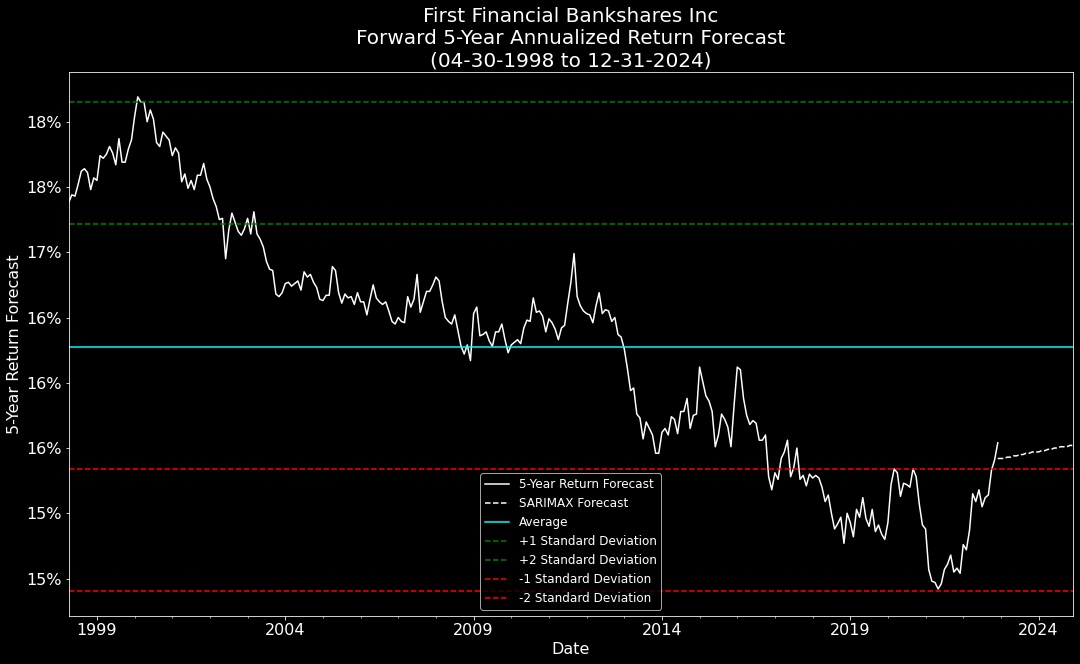 First Financial Bankshares Inc
Forward 5-Year Annualized Return Forecast
(04-30-1998 to 12-31-2024)
5-Year Return Forecast
18%
18%
17%
16%
16%
16%
15%
15%
5-Year Return Forecast
SARIMAX Forecast
Average
+1 Standard Deviation
+2 Standard Deviation
-1 Standard Deviation
-2 Standard Deviation
1999 2004 2009 2014 2019 2024
Date